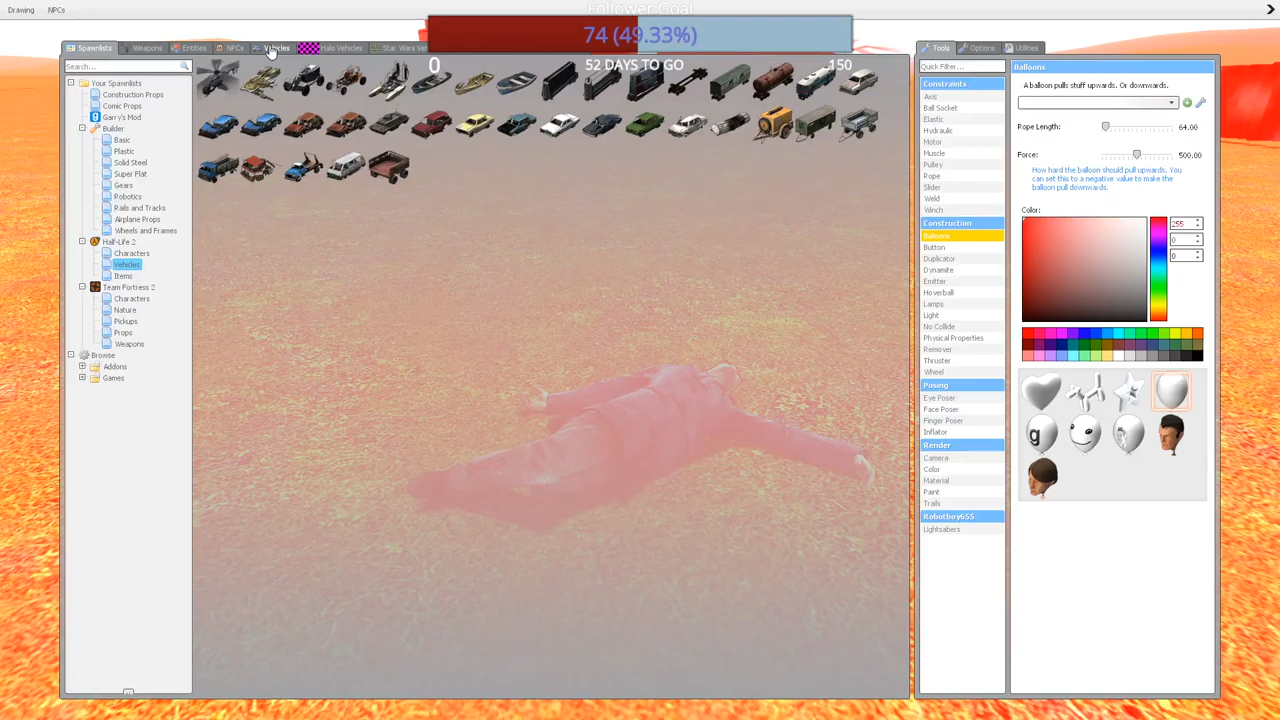 Follower Goal
Drawing NPCs
74 (49.33%)
Spawnlists Weapons Entities NPCs Vehicles Halo Vehicles Star Wars Ve
0 52 DAYS TO GO 150
Search...
Your Spawnlists
Construction Props
Comic Props
Garry's Mod
Builder
Basic
Plastic
Solid Steel
Super Flat
Gears
Robotics
Rails and Tracks
Airplane Props
Wheels and Frames
Half-Life 2
Characters
Vehicles
Items
Team Fortress 2
Characters
Nature
Pickups
Props
Weapons
Browse
Addons
Games
Tools Options Utilities
Quick Filter...
Constraints
Axis
Ball Socket
Elastic
Hydraulic
Motor
Muscle
Pulley
Rope
Slider
Weld
Winch
Construction
Balloons
Button
Duplicator
Dynamite
Emitter
Hoverball
Lamps
Light
No Collide
Physical Properties
Remover
Thruster
Wheel
Posing
Eye Poser
Face Poser
Finger Poser
Inflator
Render
Camera
Color
Material
Paint
Trails
Robotboy655
Lightsabers
Balloons
A balloon pulls stuff upwards. Or downwards.
Rope Length: 64.00
Force: 500.00
How hard the balloon should pull upwards. You
can set this to a negative value to make the
balloon pull downwards.
Color:
255
0
0
g